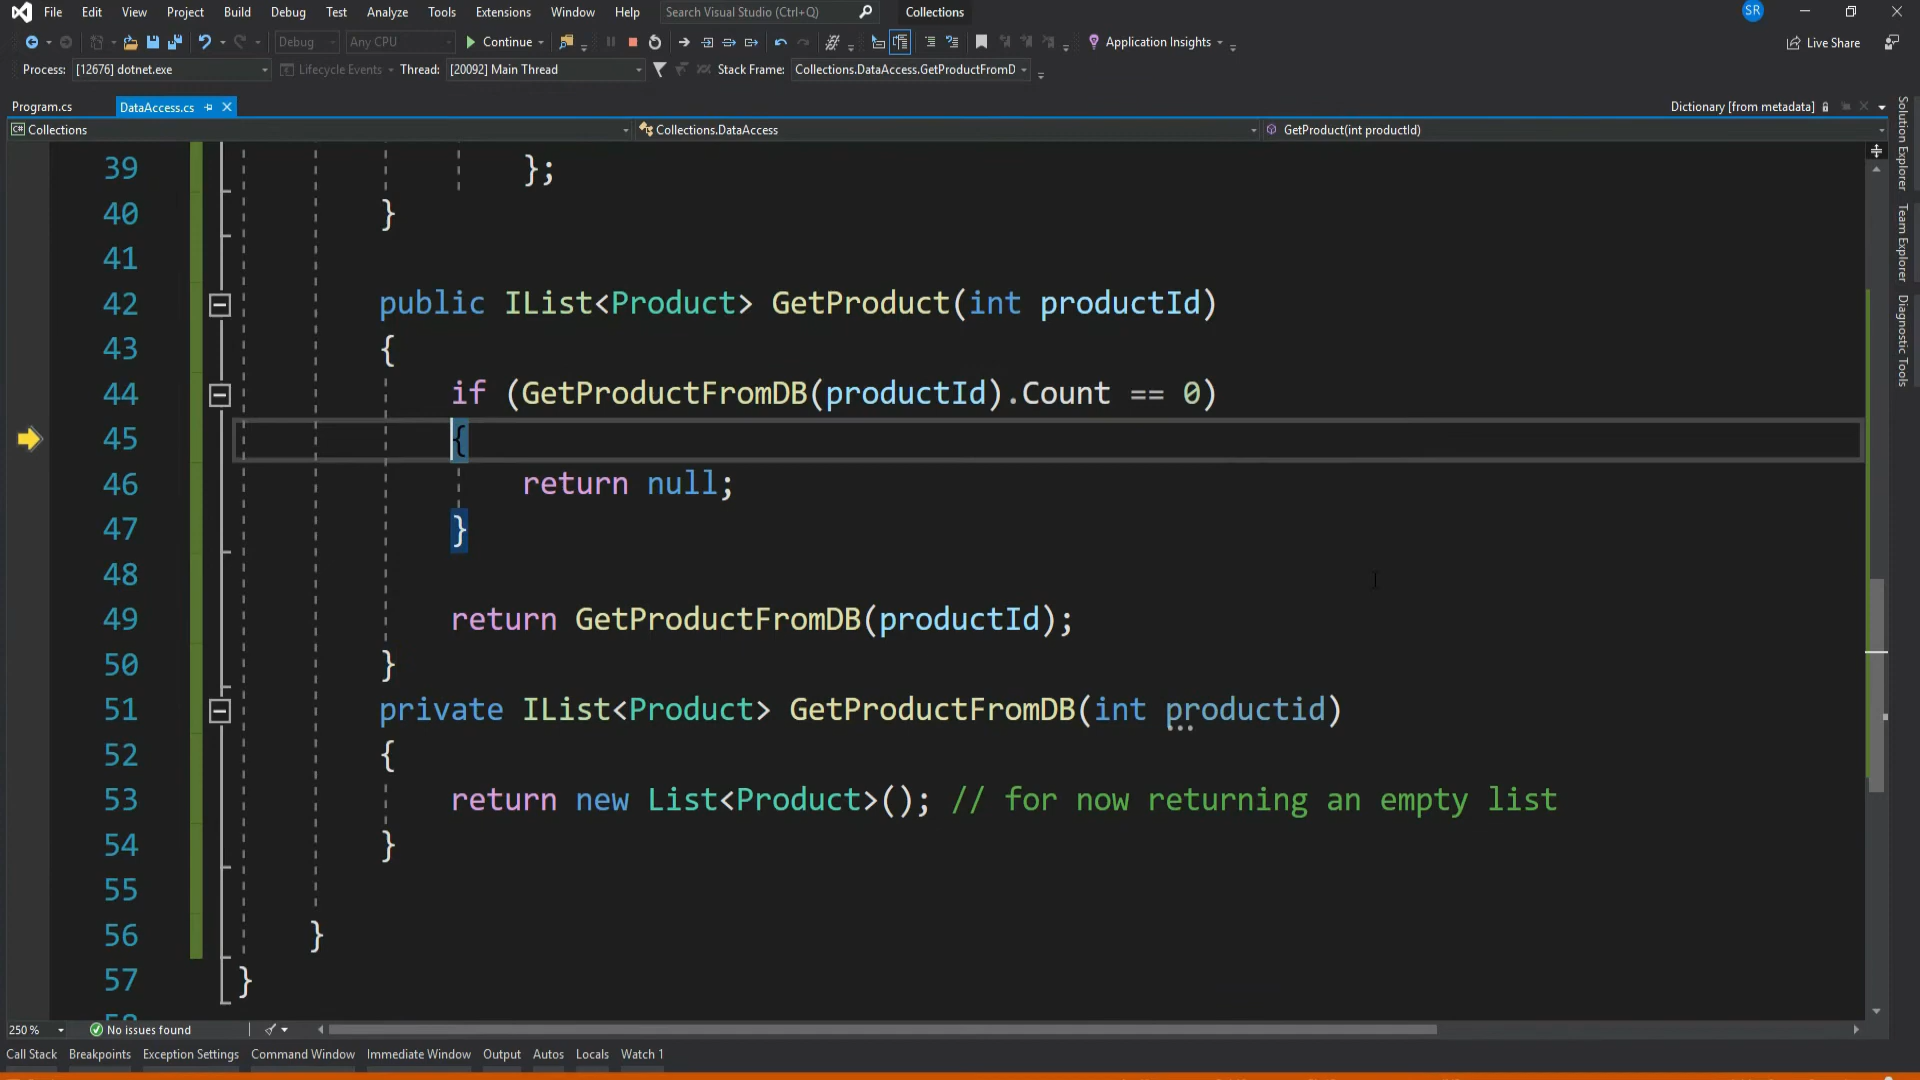 File Edit View Project Build Debug Test Analyze Tools Extensions Window Help Search Visual Studio (Ctrl+Q) Collections SR
Debug Any CPU Continue Application Insights Live Share
Process: [12676] dotnet.exe Lifecycle Events Thread: [20092] Main Thread Stack Frame: Collections.DataAccess.GetProductFromD
Program.cs DataAccess.cs Dictionary [from metadata]
C# Collections Collections.DataAccess GetProduct(int productId)
39 };
40 }
41
42 public IList<Product> GetProduct(int productId)
43 {
44 if (GetProductFromDB(productId).Count == 0)
45 {
46 return null;
47 }
48
49 return GetProductFromDB(productId);
50 }
51 private IList<Product> GetProductFromDB(int productid)
52 {
53 return new List<Product>(); // for now returning an empty list
54 }
55
56 }
57 }
Solution Explorer
Team Explorer
Diagnostic Tools
250 % No issues found
Call Stack Breakpoints Exception Settings Command Window Immediate Window Output Autos Locals Watch 1